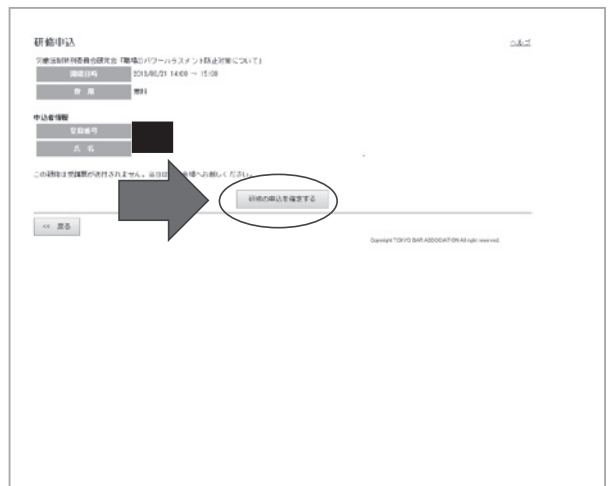 研修申込
ヘルプ
労働法制特別委員会研究会「職場のパワーハラスメント防止対策について」
開催日時
14:00 ～ 15:00
費 用
無料
申込者情報
登録番号
氏 名
この研修は受講票が送付されません。当日は
会場へお越しください。
研修の申込を確定する
<< 戻る
Copyright TOKYO BAR ASSOCIATION All right reserved.